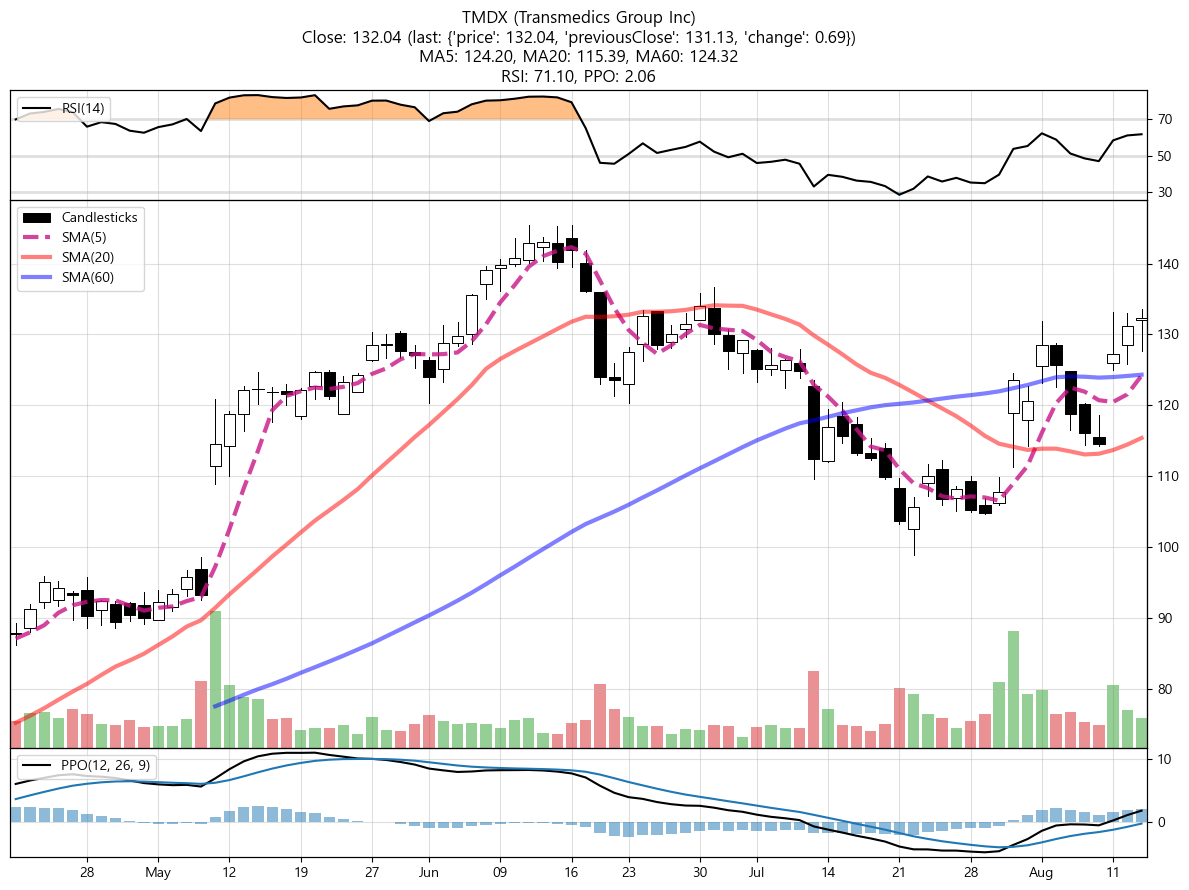 TMDX (Transmedics Group Inc)
Close: 132.04 (last: {'price': 132.04, 'previousClose': 131.13, 'change': 0.69})
MA5: 124.20, MA20: 115.39, MA60: 124.32
RSI: 71.10, PPO: 2.06
RSI(14)
70
50
30
Candlesticks
SMA(5)
SMA(20)
SMA(60)
140
130
120
110
100
90
80
PPO(12, 26, 9)
10
0
28 May 12 19 27 Jun 09 16 23 30 Jul 14 21 28 Aug 11